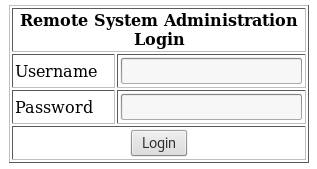 Remote System Administration
Login
Username
Password
Login